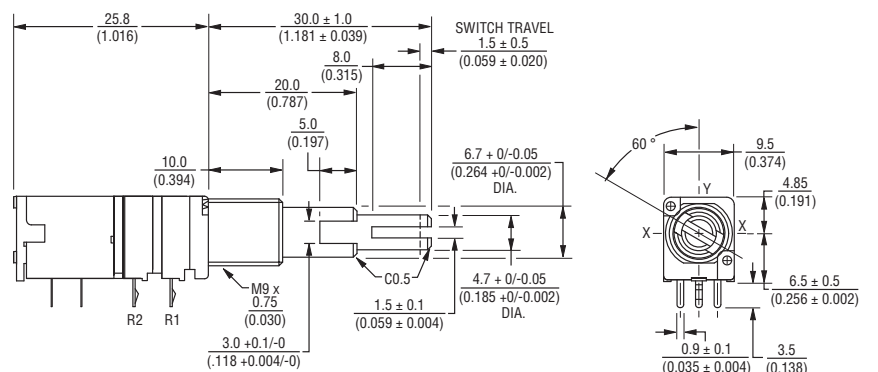 25.8
(1.016)
30.0 ± 1.0
(1.181 ± 0.039)
SWITCH TRAVEL
1.5 ± 0.5
(0.059 ± 0.020)
8.0
(0.315)
20.0
(0.787)
5.0
(0.197)
10.0
(0.394)
6.7 + 0/-0.05
(0.264 +0/-0.002)
DIA.
60 °
9.5
(0.374)
4.85
(0.191)
Y
X
X
M9 x
0.75
(0.030)
C0.5
4.7 + 0/-0.05
(0.185 +0/-0.002)
DIA.
6.5 ± 0.5
(0.256 ± 0.002)
R2
R1
1.5 ± 0.1
(0.059 ± 0.004)
3.0 +0.1/-0
(.118 +0.004/-0)
0.9 ± 0.1
(0.035 ± 0.004)
3.5
(0.138)